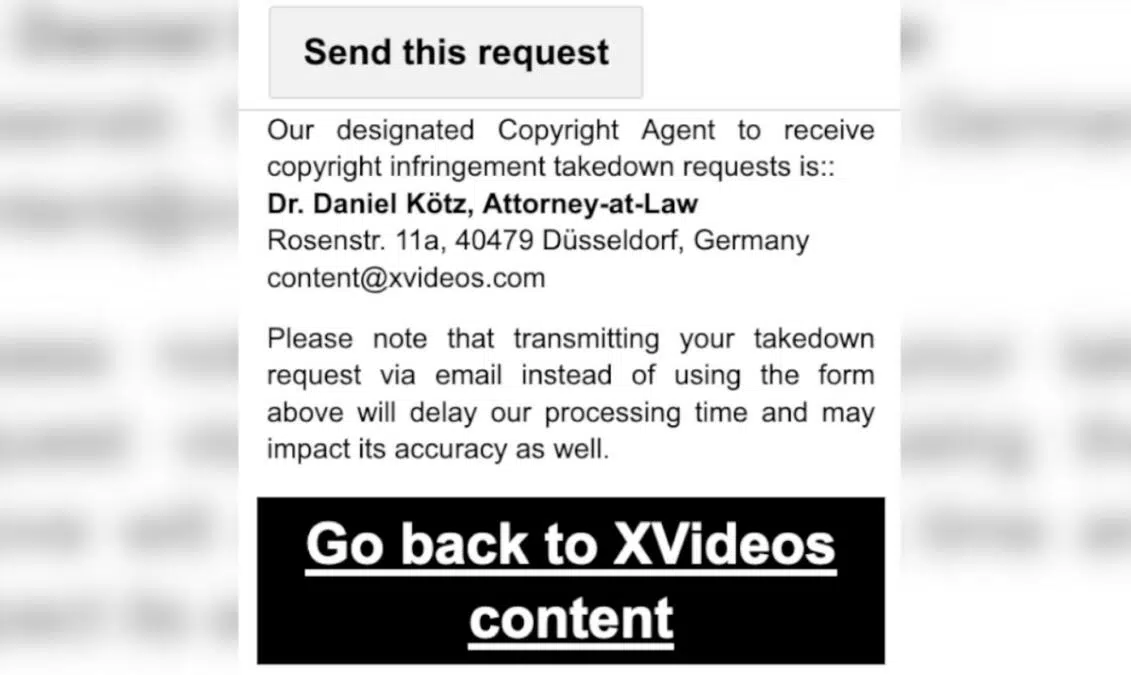 Send this request
Our designated Copyright Agent to receive
copyright infringement takedown requests is::
Dr. Daniel Kötz, Attorney-at-Law
Rosenstr. 11a, 40479 Düsseldorf, Germany
content@xvideos.com
Please note that transmitting your takedown
request via email instead of using the form
above will delay our processing time and may
impact its accuracy as well.
Go back to XVideos
content